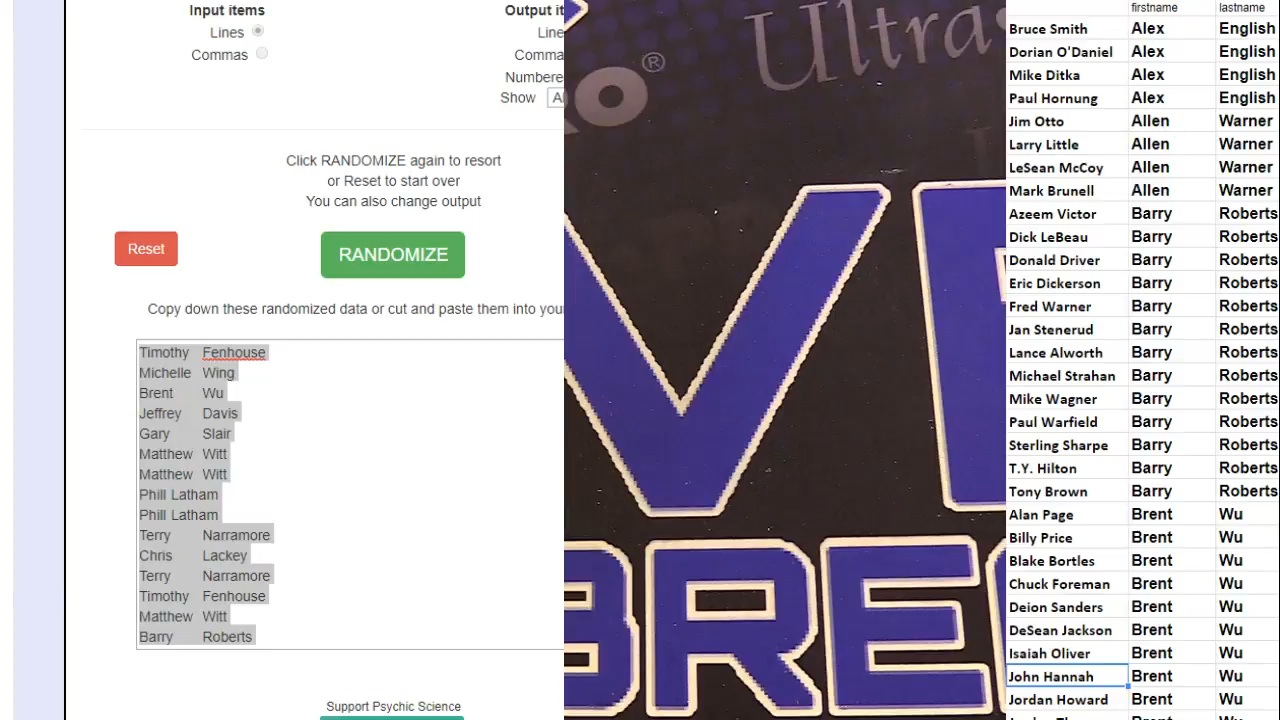 Input items
Lines
Commas
Output it
Line
Comma
Numbere
Show Al
Click RANDOMIZE again to resort
or Reset to start over
You can also change output
Reset
RANDOMIZE
Copy down these randomized data or cut and paste them into your
Timothy Fenhouse
Michelle Wing
Brent Wu
Jeffrey Davis
Gary Slair
Matthew Witt
Matthew Witt
Phill Latham
Phill Latham
Terry Narramore
Chris Lackey
Terry Narramore
Timothy Fenhouse
Matthew Witt
Barry Roberts
Support Psychic Science
Ultras
RO®
V
BRE
firstname lastname
Bruce Smith Alex English
Dorian O'Daniel Alex English
Mike Ditka Alex English
Paul Hornung Alex English
Jim Otto Allen Warner
Larry Little Allen Warner
LeSean McCoy Allen Warner
Mark Brunell Allen Warner
Azeem Victor Barry Roberts
Dick LeBeau Barry Roberts
Donald Driver Barry Roberts
Eric Dickerson Barry Roberts
Fred Warner Barry Roberts
Jan Stenerud Barry Roberts
Lance Alworth Barry Roberts
Michael Strahan Barry Roberts
Mike Wagner Barry Roberts
Paul Warfield Barry Roberts
Sterling Sharpe Barry Roberts
T.Y. Hilton Barry Roberts
Tony Brown Barry Roberts
Alan Page Brent Wu
Billy Price Brent Wu
Blake Bortles Brent Wu
Chuck Foreman Brent Wu
Deion Sanders Brent Wu
DeSean Jackson Brent Wu
Isaiah Oliver Brent Wu
John Hannah Brent Wu
Jordan Howard Brent Wu